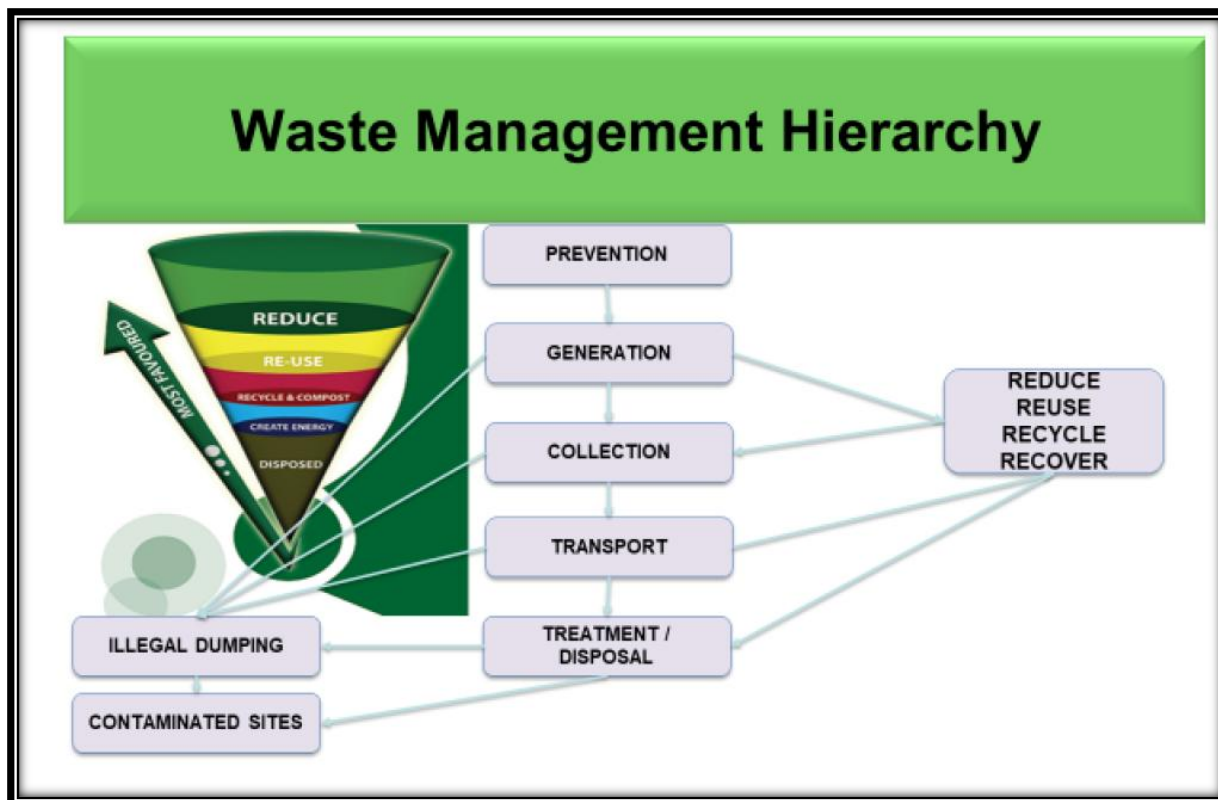 Waste Management Hierarchy
REDUCE
RE-USE
RECYCLE & COMPOST
CREATE ENERGY
DISPOSED
MOST FAVOURED
PREVENTION
GENERATION
COLLECTION
TRANSPORT
TREATMENT /
DISPOSAL
REDUCE
REUSE
RECYCLE
RECOVER
ILLEGAL DUMPING
CONTAMINATED SITES